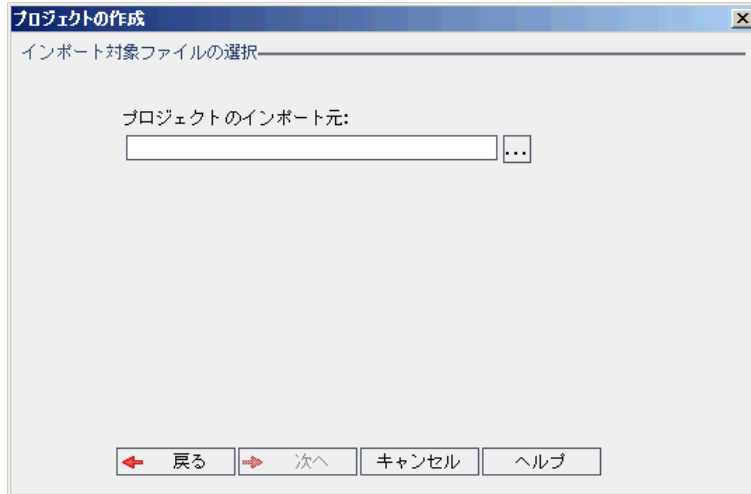 プロジェクトの作成
インポート対象ファイルの選択
プロジェクトのインポート元:
...
戻る 次へ キャンセル ヘルプ